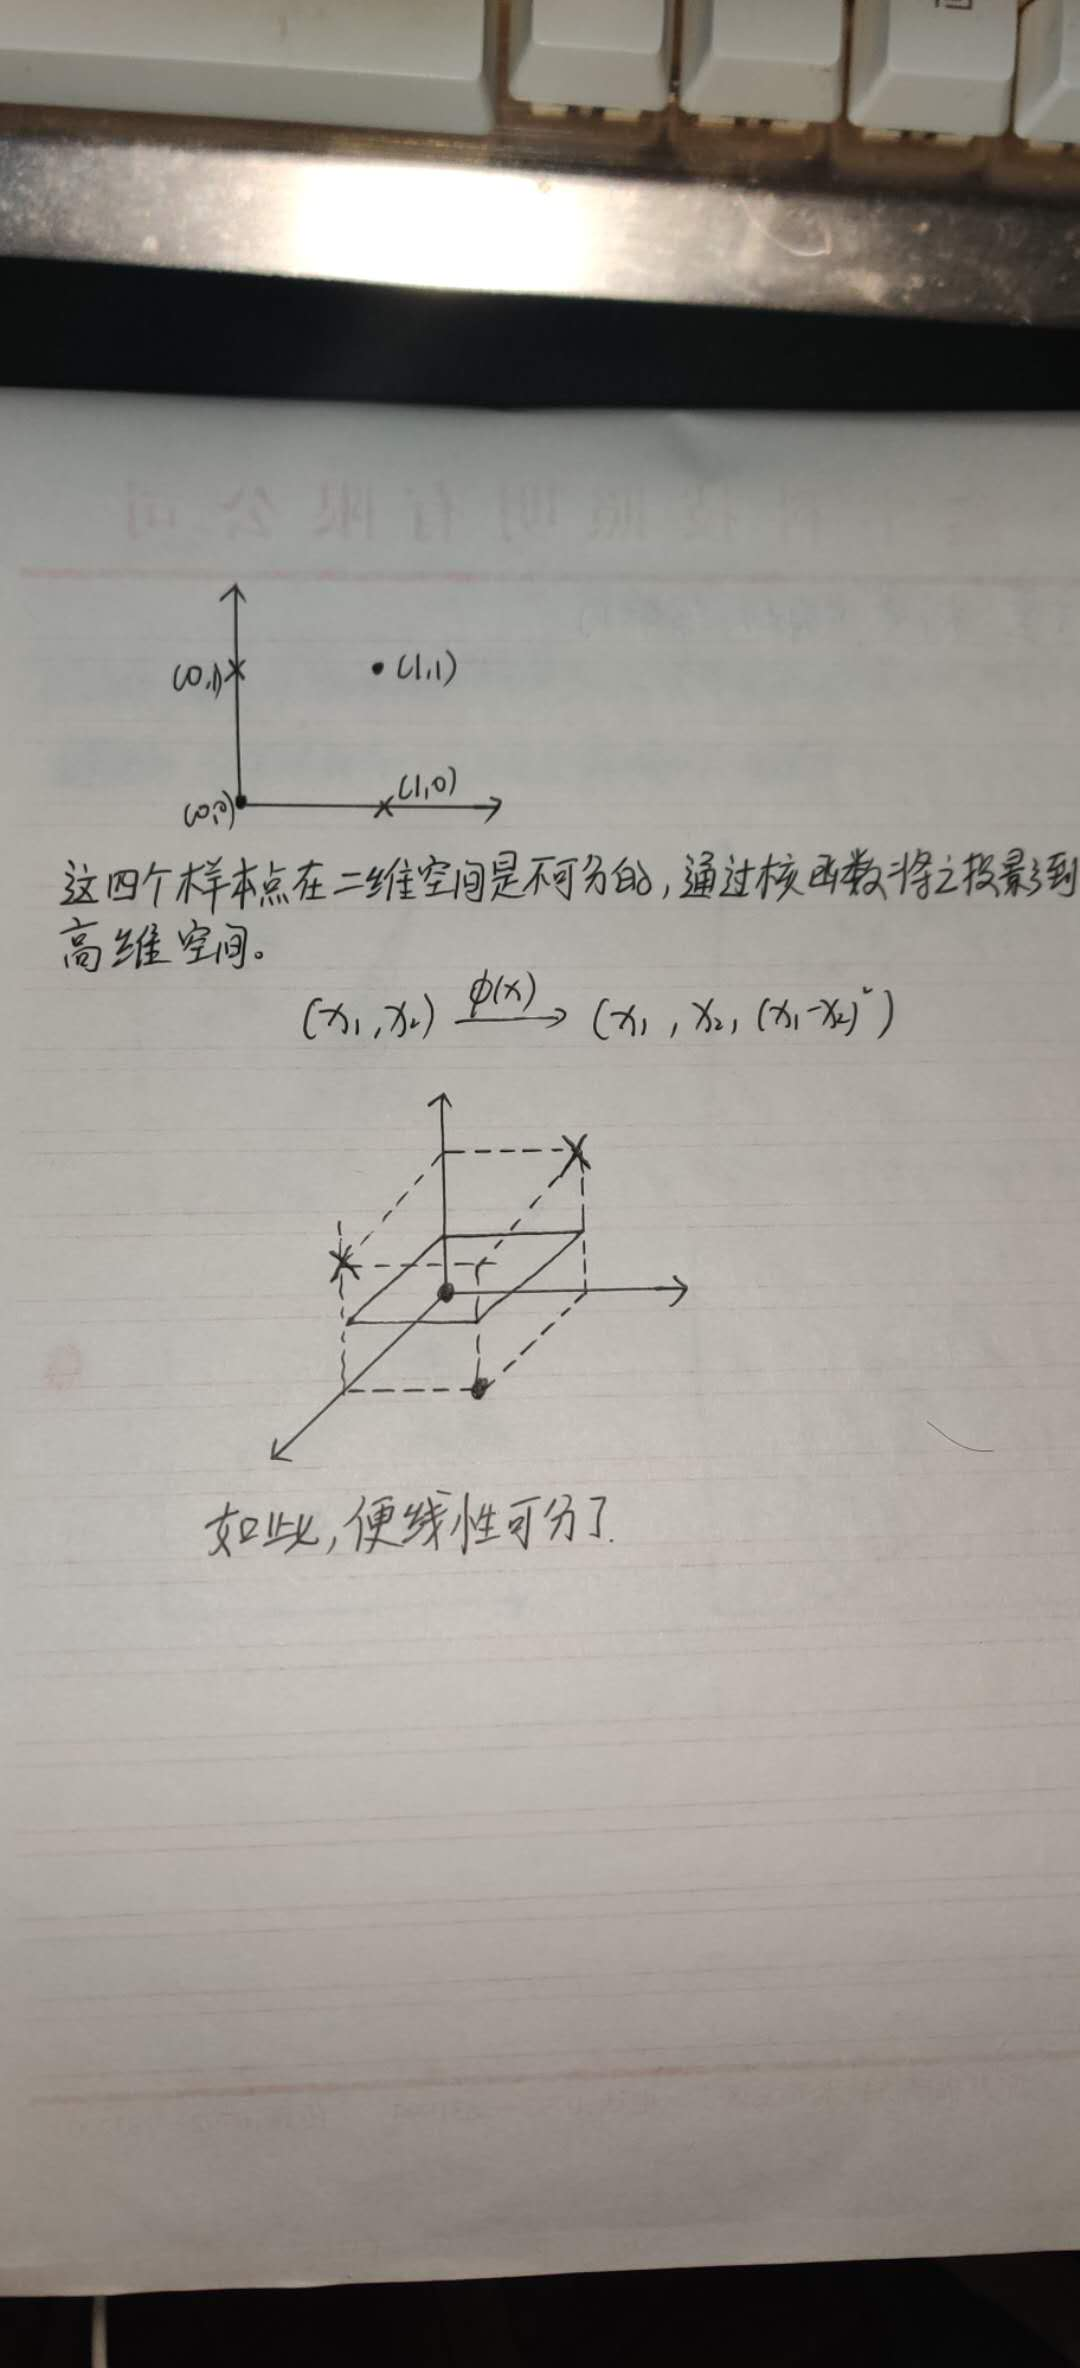 (0,1)
(1,1)
(0,0)
(1,0)
这四个样本点在二维空间是不可分的,通过核函数将之投影到
高维空间。
(x₁,x₂) ϕ(x)→ (x₁,x₂,(x₁-x₂)²)
如此,便线性可分了.